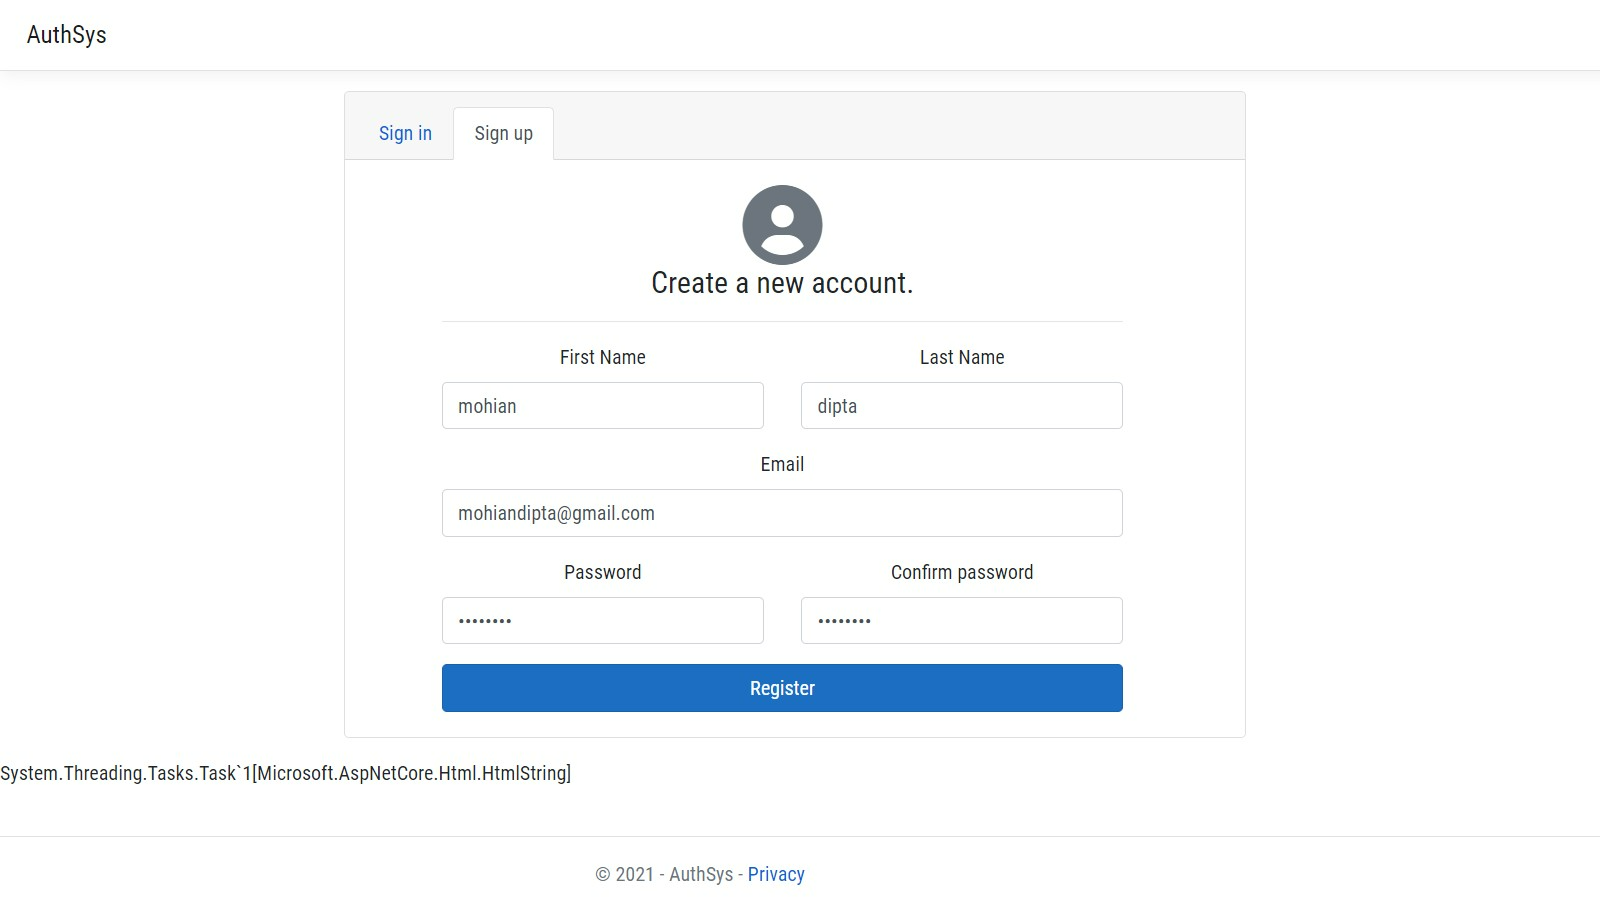 AuthSys
Sign in Sign up
Create a new account.
First Name Last Name
mohian dipta
Email
mohiandipta@gmail.com
Password Confirm password
•••••••• ••••••••
Register
System.Threading.Tasks.Task`1[Microsoft.AspNetCore.Html.HtmlString]
© 2021 - AuthSys - Privacy